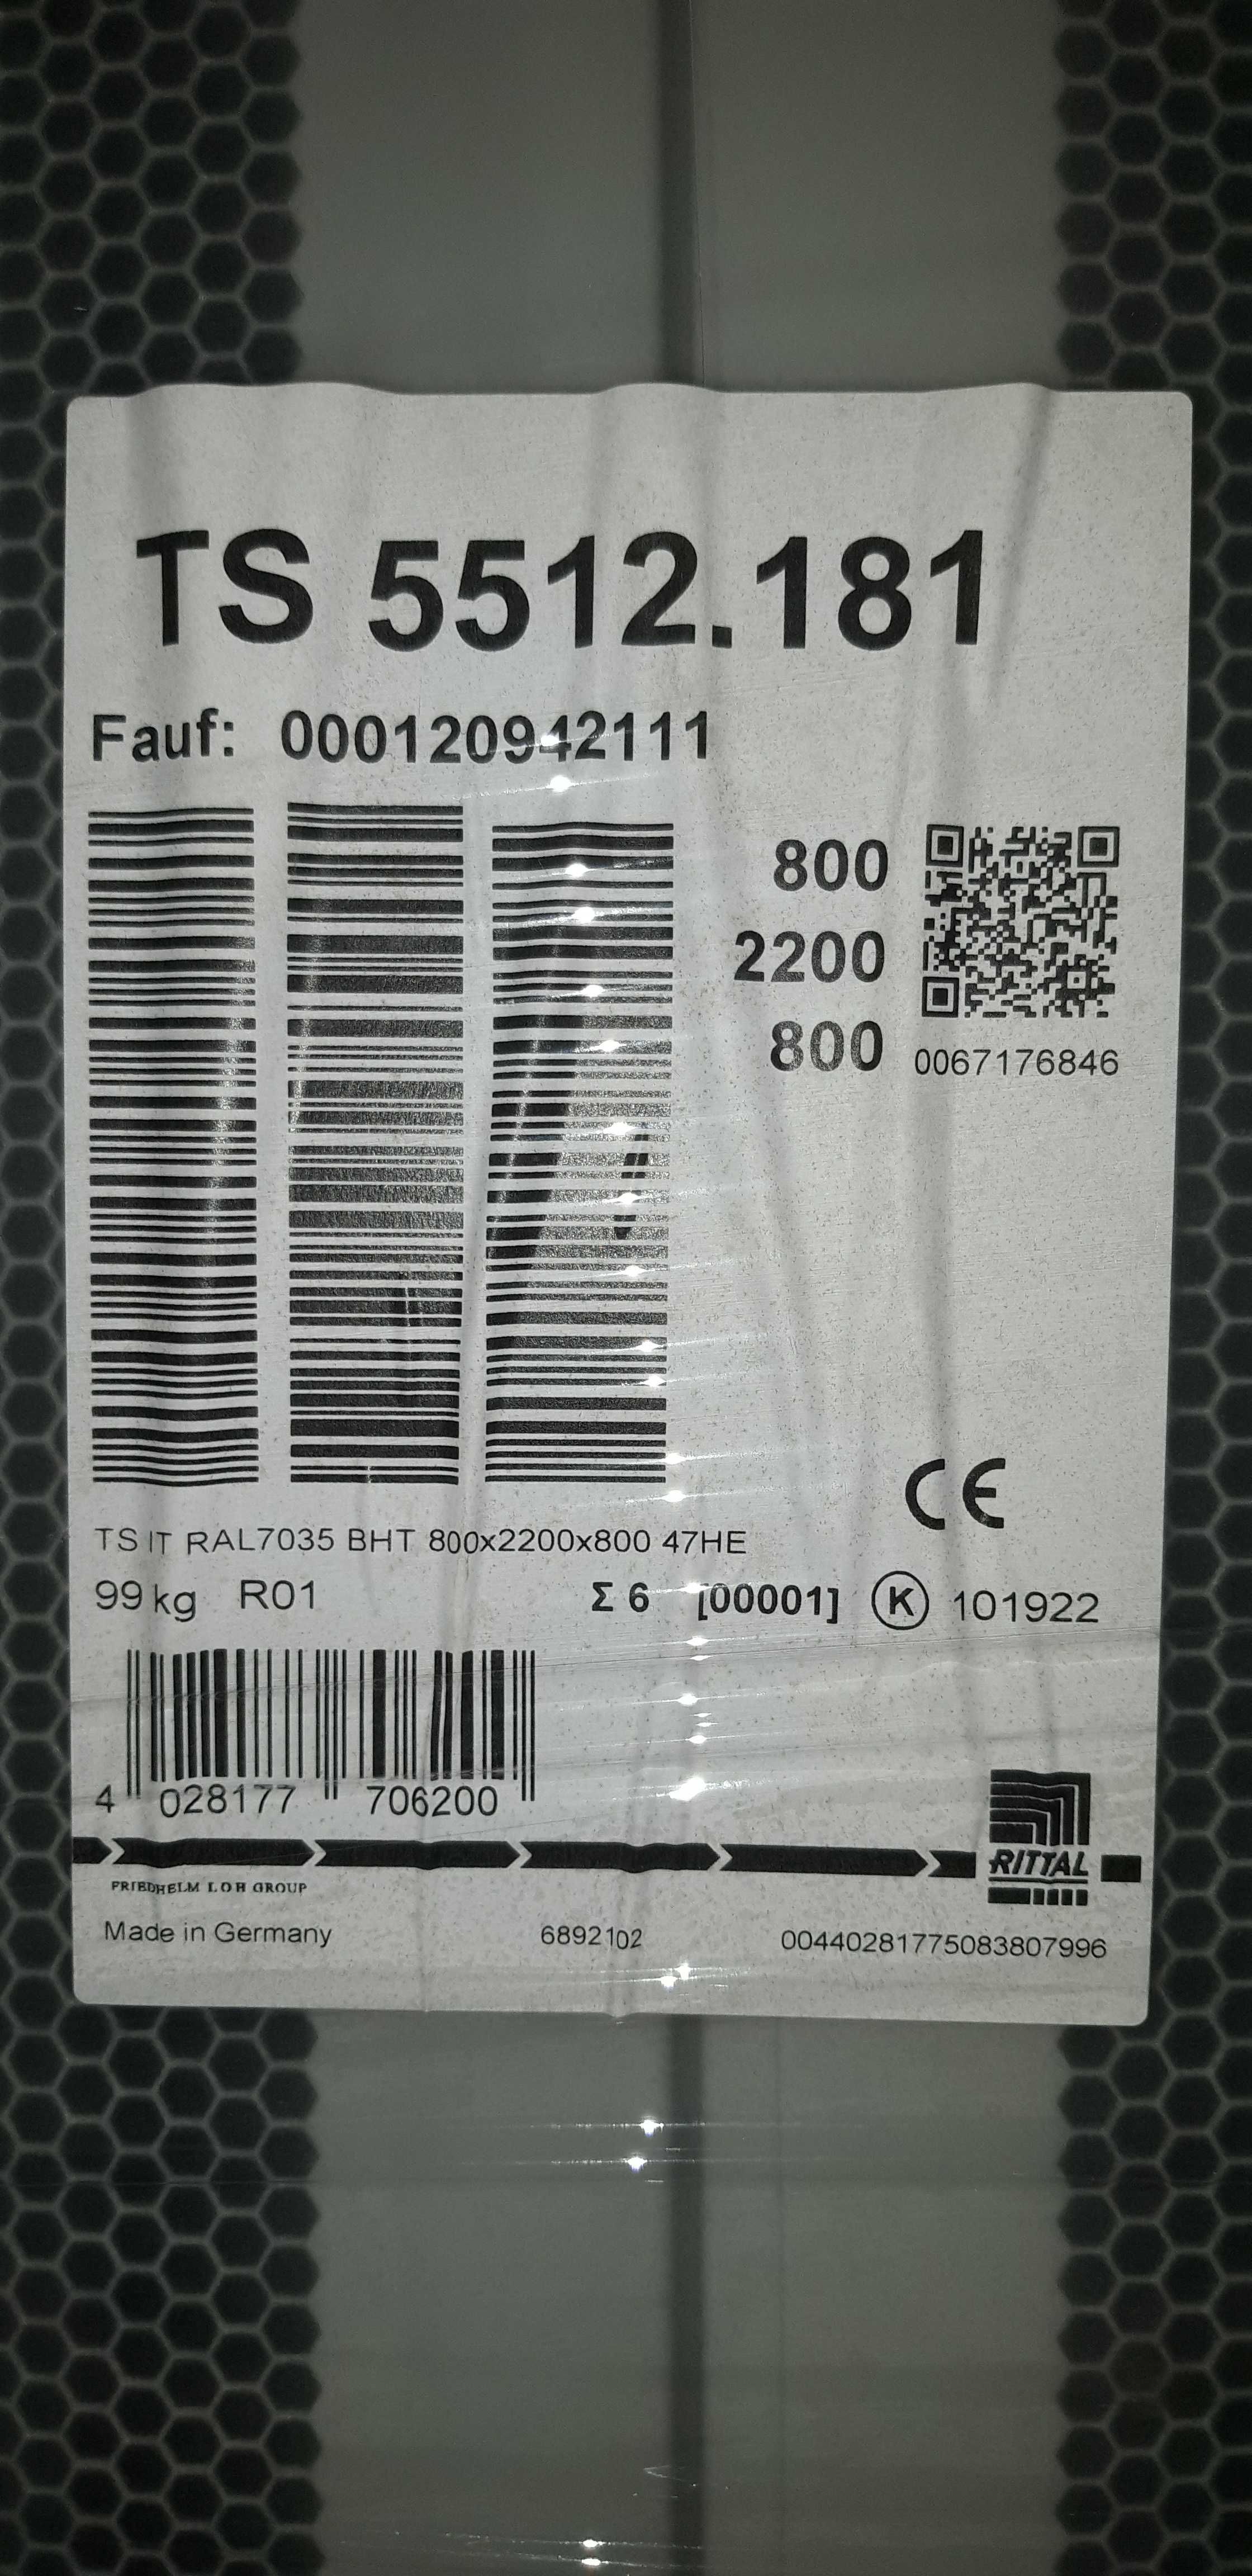 TS 5512.181
Fauf: 000120942111
800
2200
800
0067176846
CE
TS IT RAL7035 BHT 800x2200x800 47HE
99 kg R01 Σ 6 [00001] K 101922
4 028177 706200
RITTAL
FRIEDHELM LOH GROUP
Made in Germany 6892102 00440281775083807996